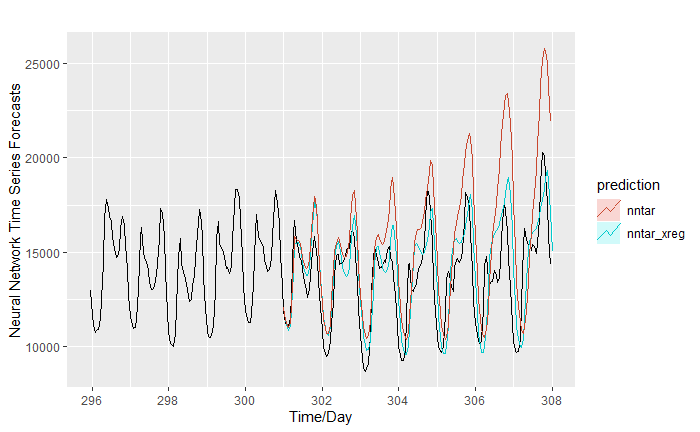 Neural Network Time Series Forecasts
25000
20000
15000
10000
296
298
300
302
304
306
308
Time/Day
prediction
nntar
nntar_xreg